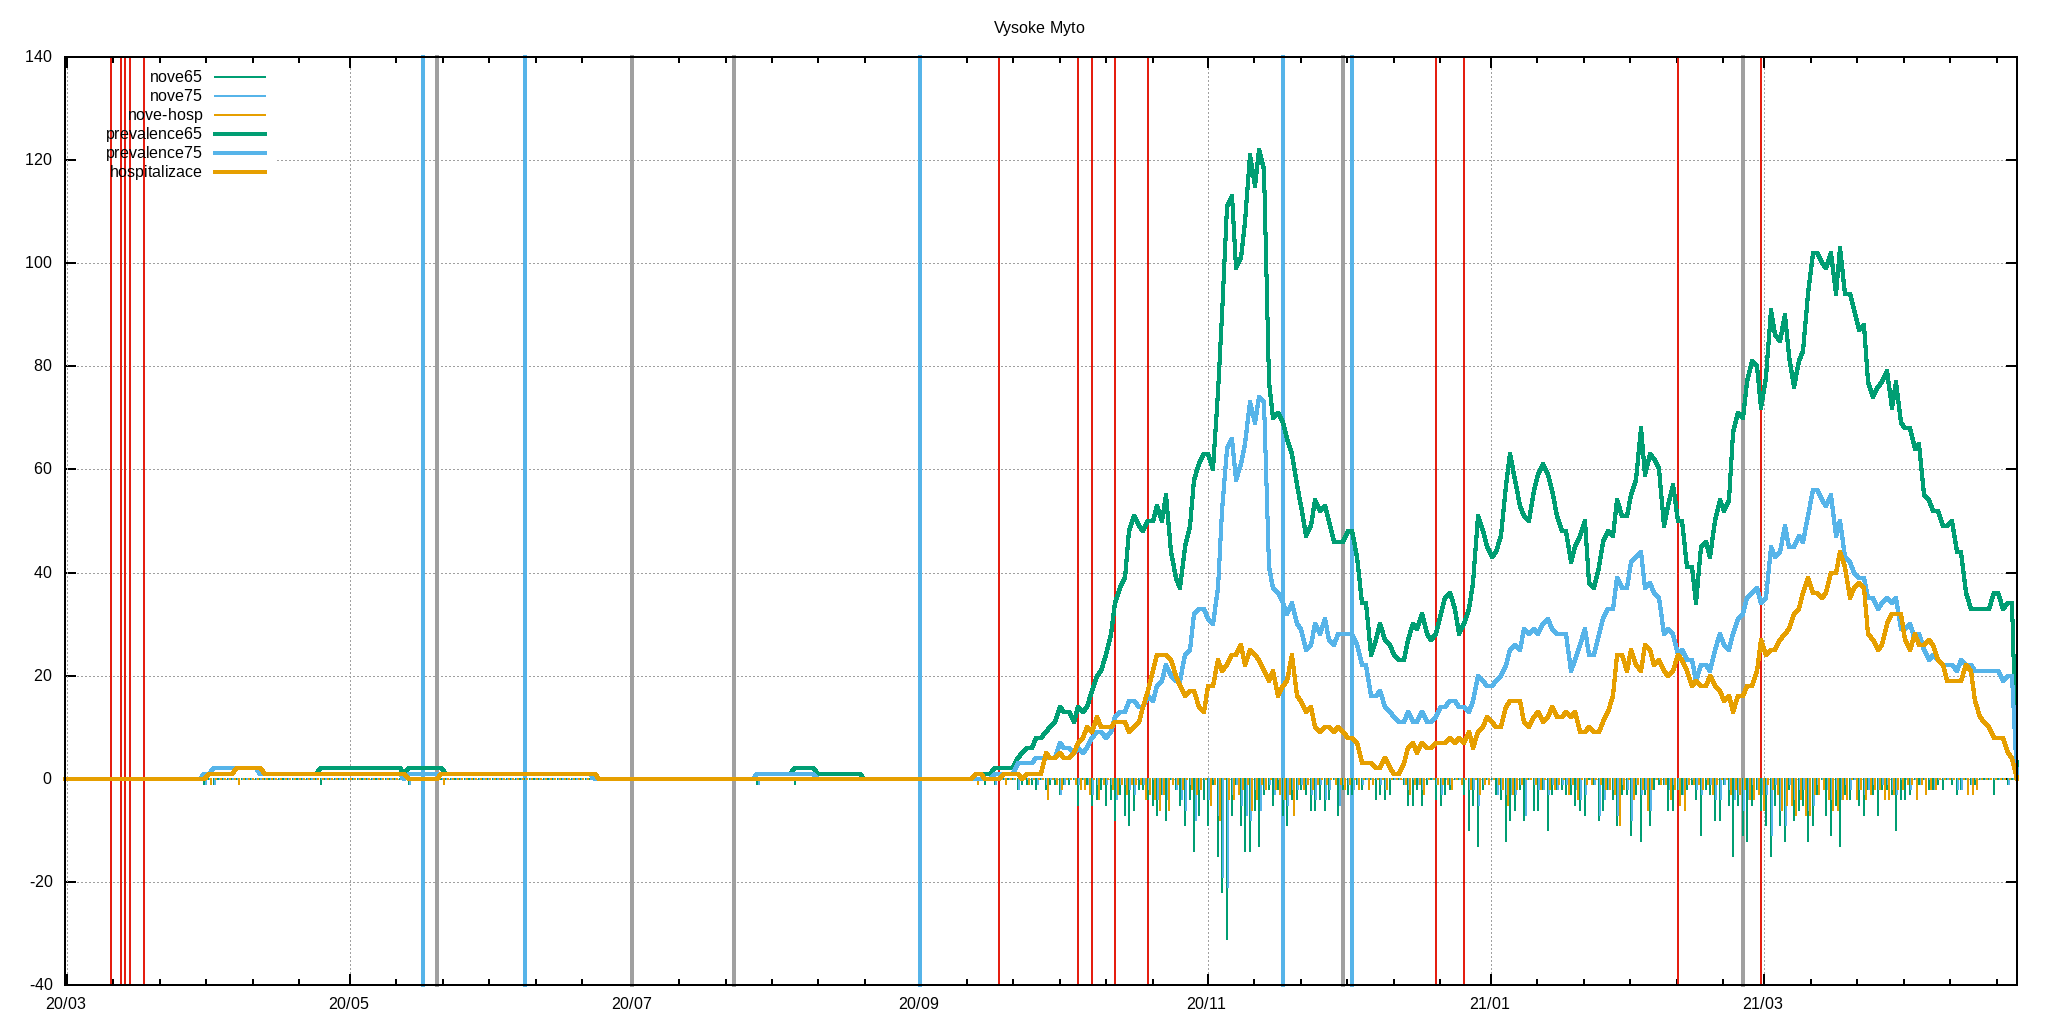 Vysoke Myto
nove65
nove75
nove-hosp
prevalence65
prevalence75
hospitalizace
140
120
100
80
60
40
20
0
-20
-40
20/03 20/05 20/07 20/09 20/11 21/01 21/03